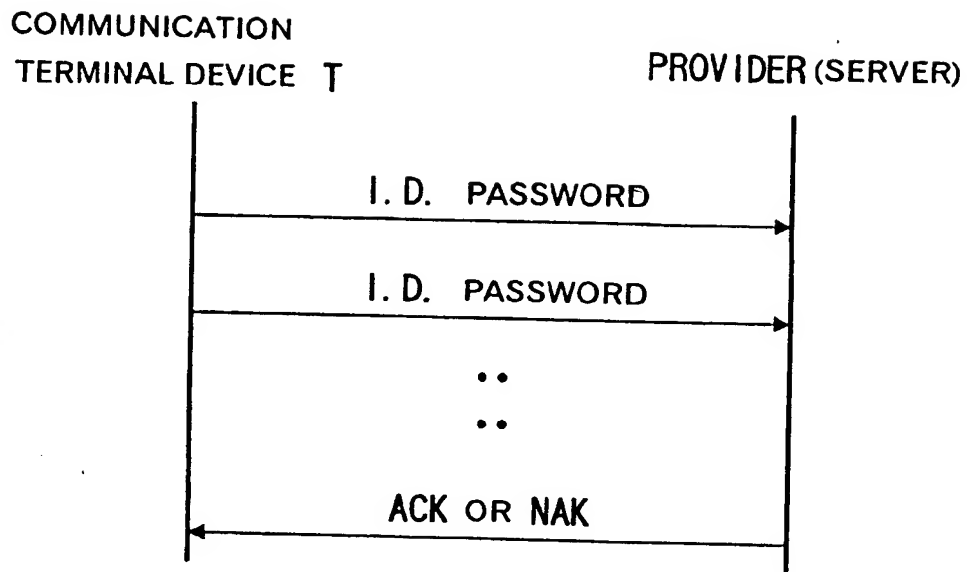 COMMUNICATION
TERMINAL DEVICE T
PROVIDER (SERVER)
I. D. PASSWORD
I. D. PASSWORD
ACK OR NAK